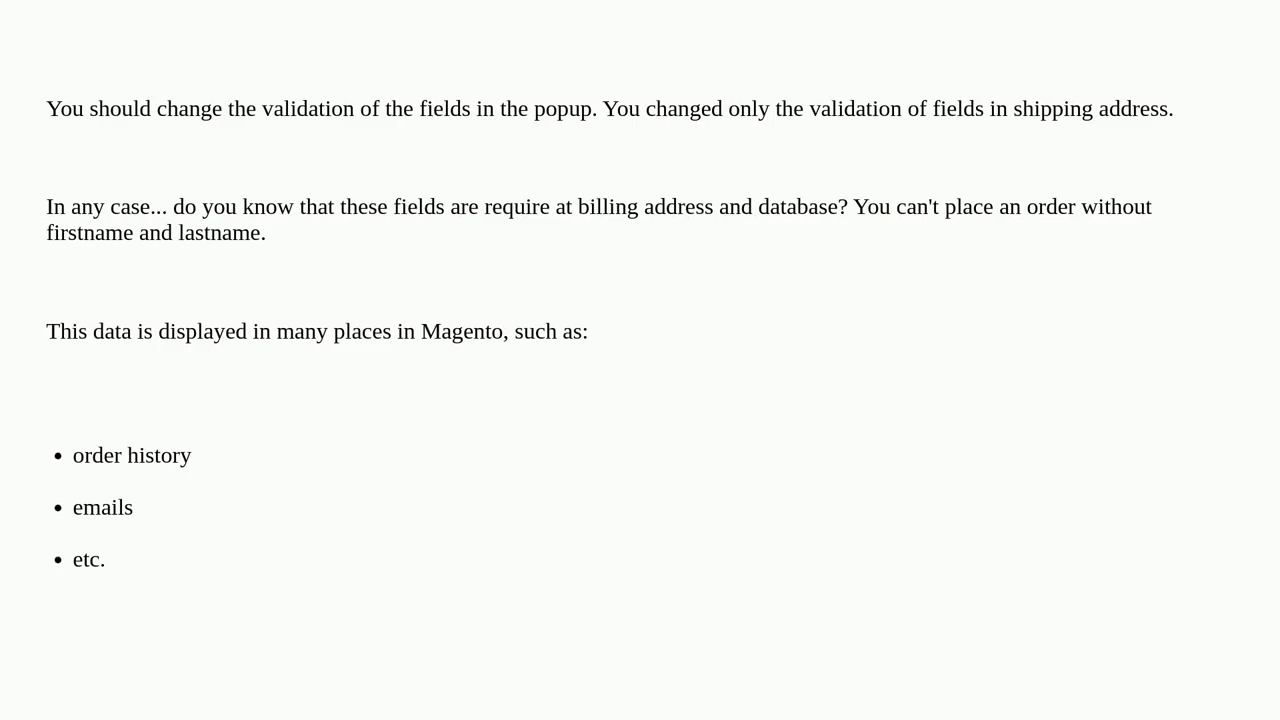 You should change the validation of the fields in the popup. You changed only the validation of fields in shipping address.
In any case... do you know that these fields are require at billing address and database? You can't place an order without
firstname and lastname.
This data is displayed in many places in Magento, such as:
• order history
• emails
• etc.